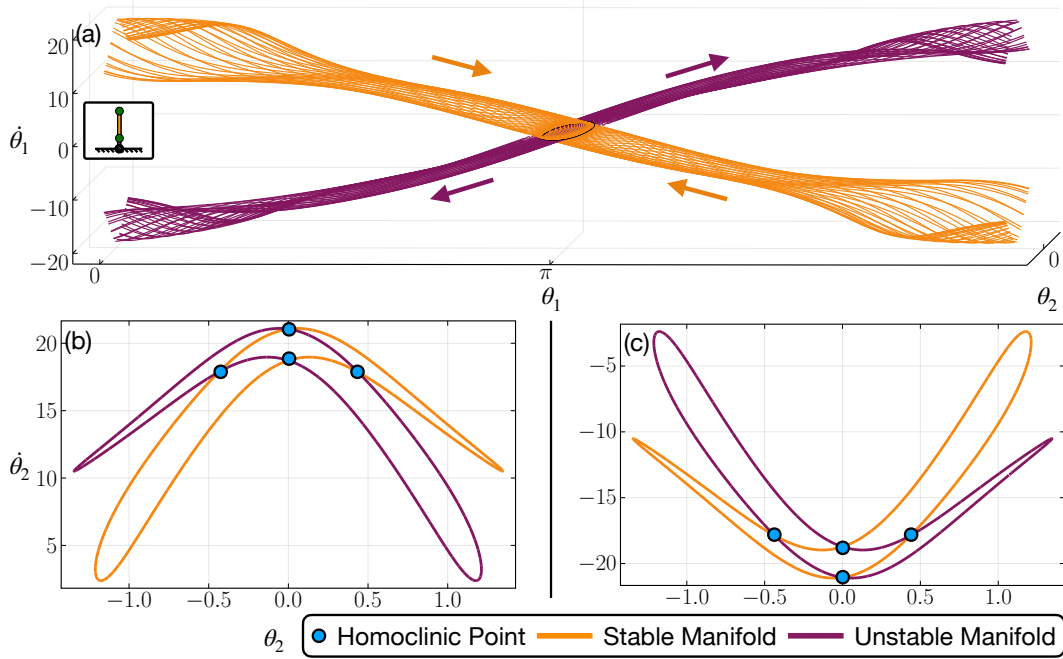 (a)
20
10
0
−10
−20
θ̇₁
0
π
0
θ₁
θ₂
(b)
20
15
10
5
θ̇₂
−1.0
−0.5
0.0
0.5
1.0
θ₂
(c)
−5
−10
−15
−20
−1.0
−0.5
0.0
0.5
1.0
Homoclinic Point
Stable Manifold
Unstable Manifold